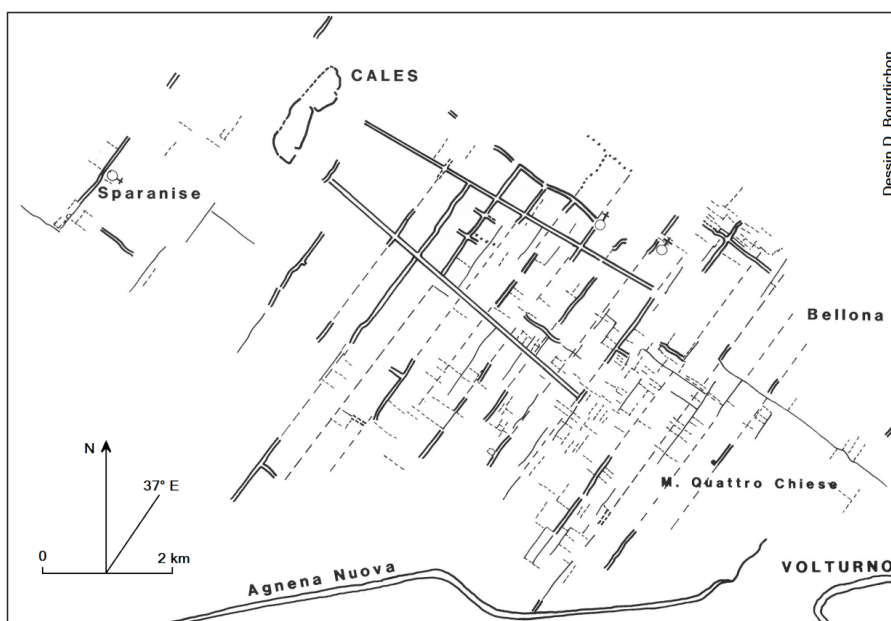 CALES
Dessin D. Bourdichon
Sparanise
Bellona
N
37° E
M. Quattro Chiese
0
2 km
Agnena Nuova
VOLTURNO